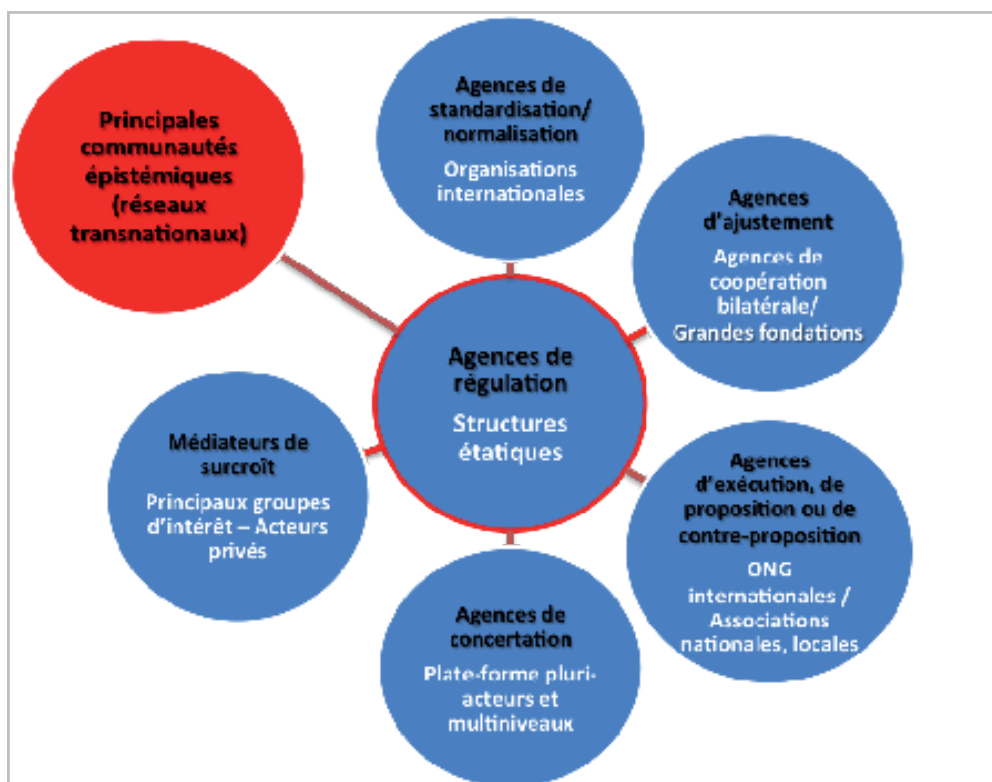 Principales
communautés
épistémiques
(réseaux
transnationaux)
Agences de
standardisation/
normalisation
Organisations
internationales
Agences
d'ajustement
Agences de
coopération
bilatérale/
Grandes fondations
Agences de
régulation
Structures
étatiques
Médiateurs de
surcroît
Principaux groupes
d'intérêt – Acteurs
privés
Agences
d'exécution, de
proposition ou de
contre-proposition
ONG
internationales /
Associations
nationales, locales
Agences de
concertation
Plate-forme pluri-
acteurs et
multiniveaux